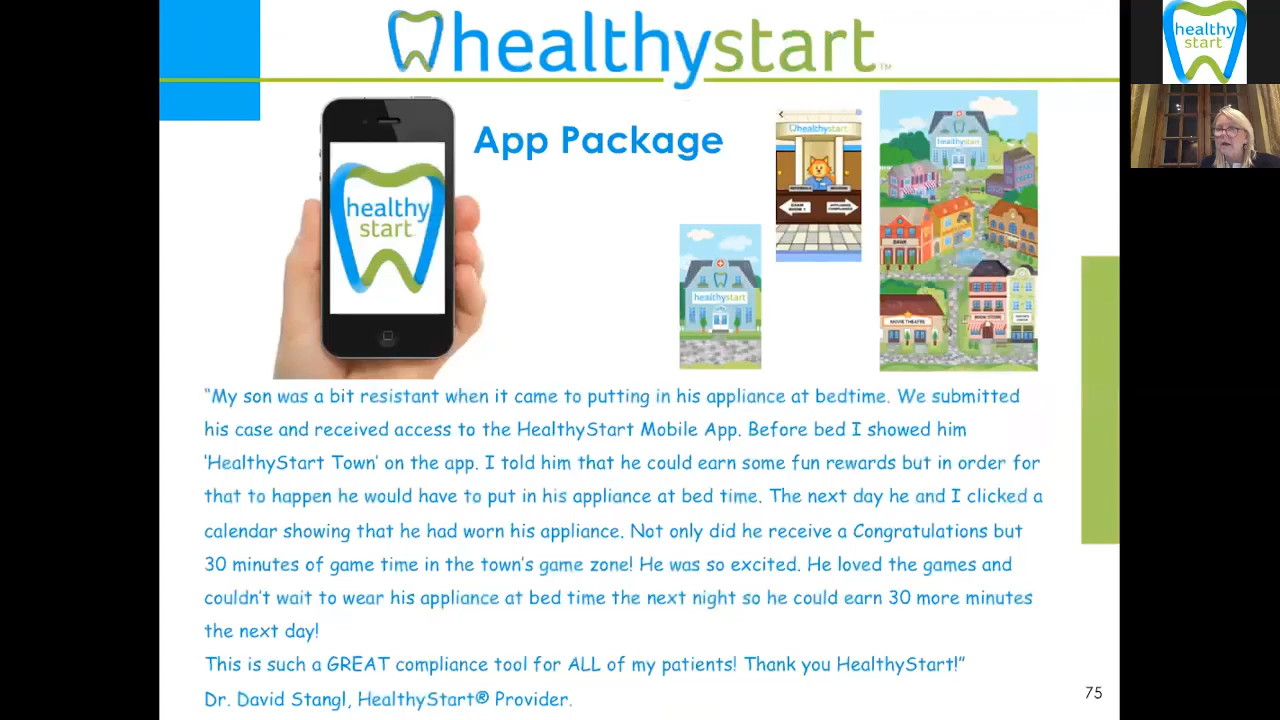 healthystart™
healthy
start
App Package
healthy
start
healthystart
healthystart
BANK
MOVIE THEATRE
BOOK STORE
healthystart
"My son was a bit resistant when it came to putting in his appliance at bedtime. We submitted
his case and received access to the HealthyStart Mobile App. Before bed I showed him
'HealthyStart Town' on the app. I told him that he could earn some fun rewards but in order for
that to happen he would have to put in his appliance at bed time. The next day he and I clicked a
calendar showing that he had worn his appliance. Not only did he receive a Congratulations but
30 minutes of game time in the town's game zone! He was so excited. He loved the games and
couldn't wait to wear his appliance at bed time the next night so he could earn 30 more minutes
the next day!
This is such a GREAT compliance tool for ALL of my patients! Thank you HealthyStart!"
Dr. David Stangl, HealthyStart® Provider.
75